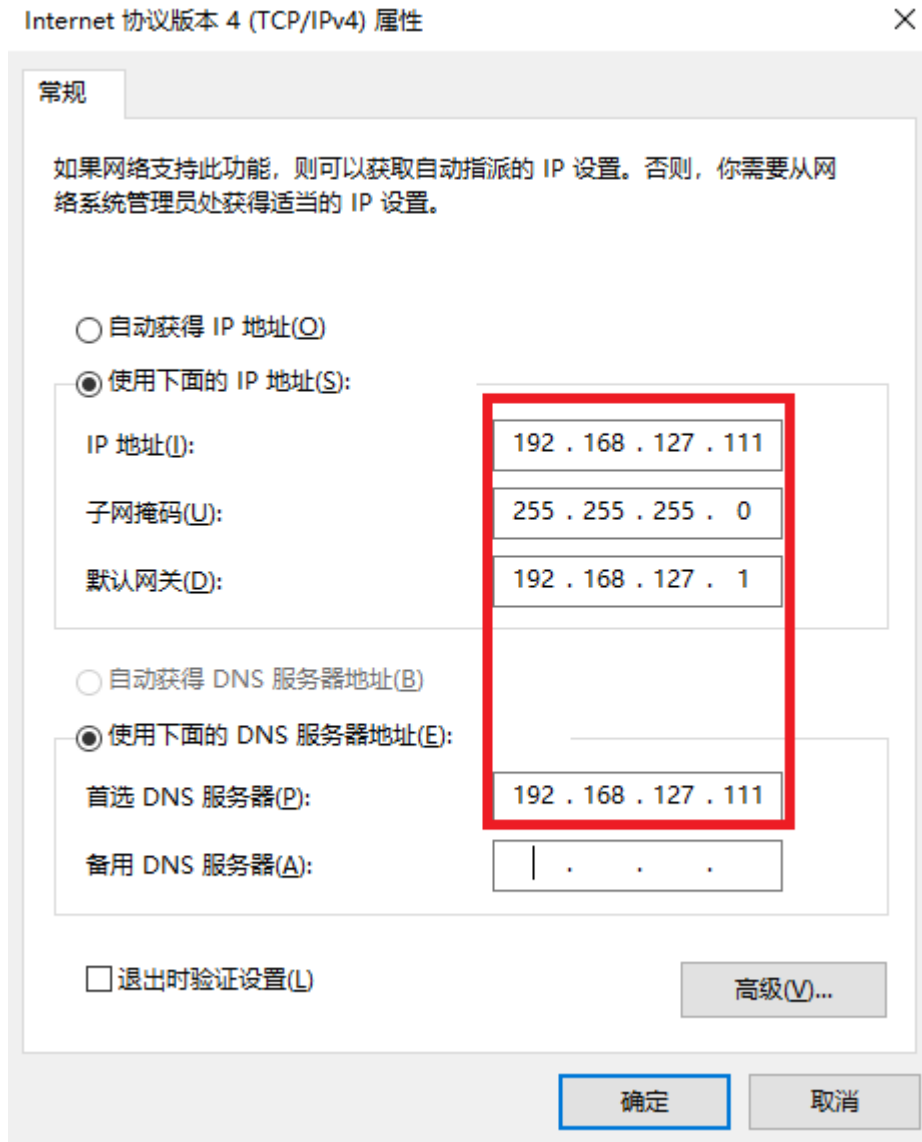 Internet 协议版本 4 (TCP/IPv4) 属性
常规
如果网络支持此功能，则可以获取自动指派的 IP 设置。否则，你需要从网
络系统管理员处获得适当的 IP 设置。
自动获得 IP 地址(O)
使用下面的 IP 地址(S):
IP 地址(I): 192 . 168 . 127 . 111
子网掩码(U): 255 . 255 . 255 . 0
默认网关(D): 192 . 168 . 127 . 1
自动获得 DNS 服务器地址(B)
使用下面的 DNS 服务器地址(E):
首选 DNS 服务器(P): 192 . 168 . 127 . 111
备用 DNS 服务器(A): . . .
退出时验证设置(L)
高级(V)...
确定 取消